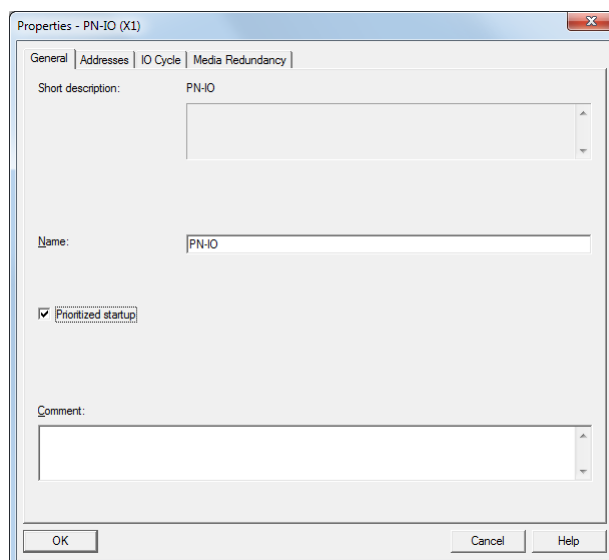 Properties - PN-IO (X1)
General Addresses IO Cycle Media Redundancy
Short description: PN-IO
Name: PN-IO
Prioritized startup
Comment:
OK Cancel Help